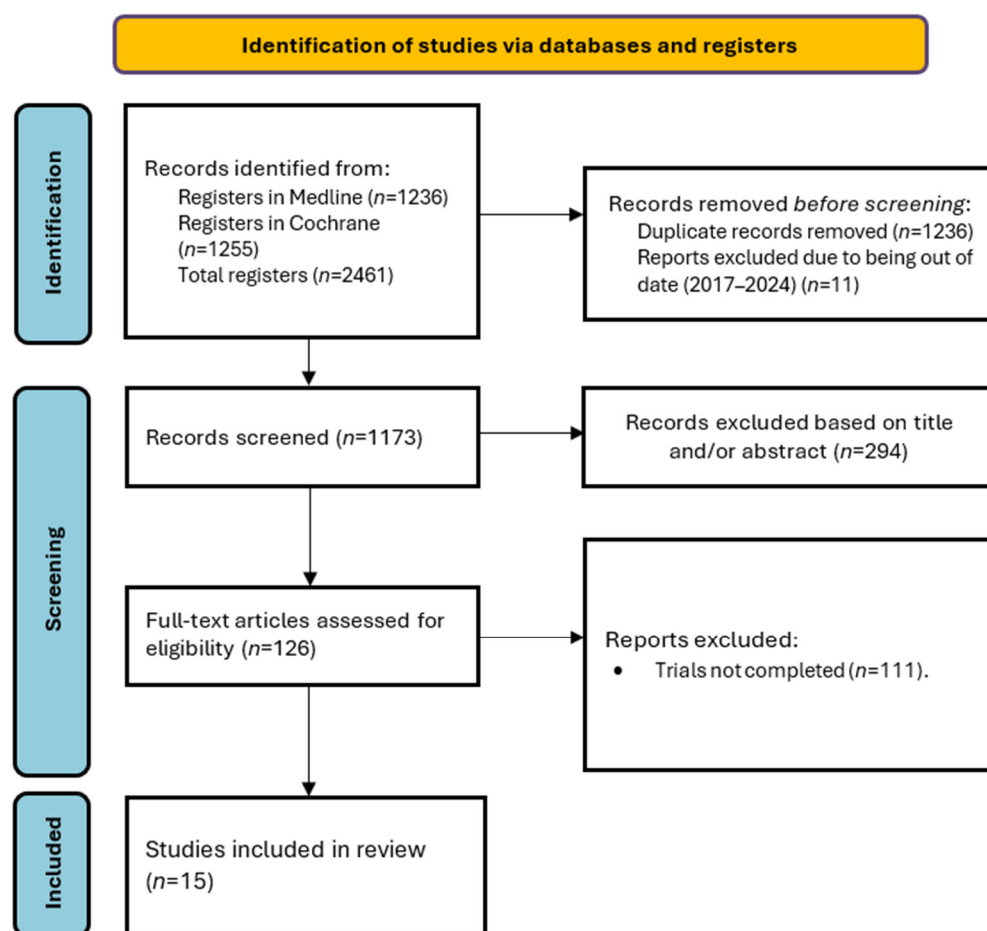 Identification of studies via databases and registers
Identification
Records identified from:
Registers in Medline (n=1236)
Registers in Cochrane
(n=1255)
Total registers (n=2461)
Records removed before screening:
Duplicate records removed (n=1236)
Reports excluded due to being out of
date (2017–2024) (n=11)
Screening
Records screened (n=1173)
Records excluded based on title
and/or abstract (n=294)
Full-text articles assessed for
eligibility (n=126)
Reports excluded:
• Trials not completed (n=111).
Included
Studies included in review
(n=15)